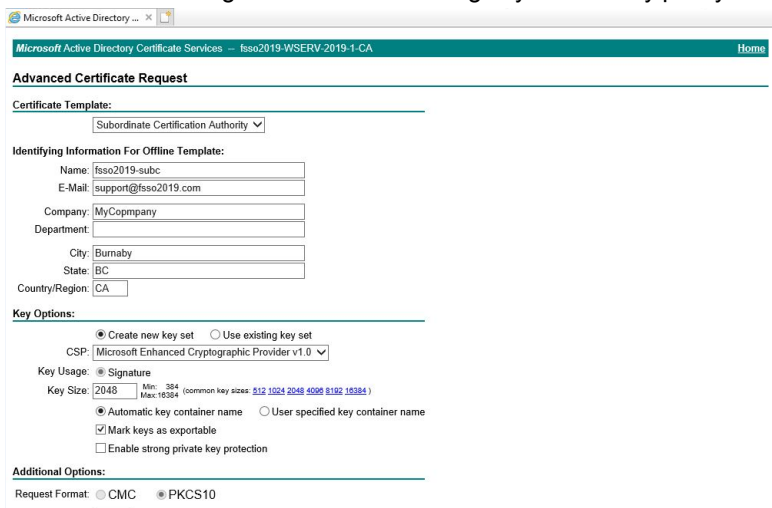 Microsoft Active Directory ...
Microsoft Active Directory Certificate Services -- fsso2019-WSERV-2019-1-CA Home
Advanced Certificate Request
Certificate Template:
Subordinate Certification Authority
Identifying Information For Offline Template:
Name: fsso2019-subc
E-Mail: support@fsso2019.com
Company: MyCopmpany
Department:
City: Burnaby
State: BC
Country/Region: CA
Key Options:
Create new key set Use existing key set
CSP: Microsoft Enhanced Cryptographic Provider v1.0
Key Usage: Signature
Key Size: 2048 Min: 384 Max:16384 (common key sizes: 512 1024 2048 4096 8192 16384 )
Automatic key container name User specified key container name
Mark keys as exportable
Enable strong private key protection
Additional Options:
Request Format: CMC PKCS10